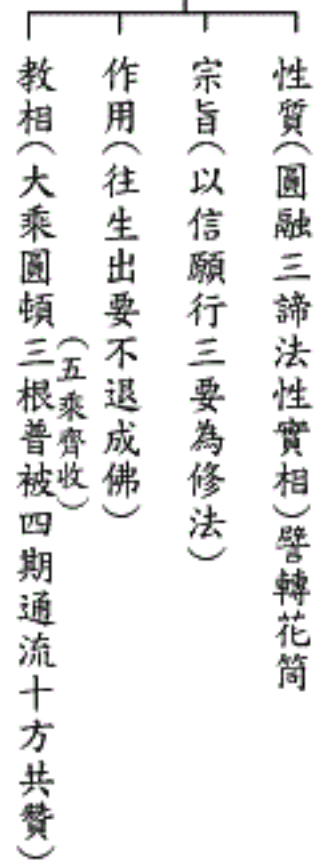 性質（圓融三諦法性實相）譬轉花筒
宗旨（以信願行三要為修法）
作用（往生出要不退成佛）
（五乘齊收）
教相（大乘圓頓三根普被四期通流十方共贊）